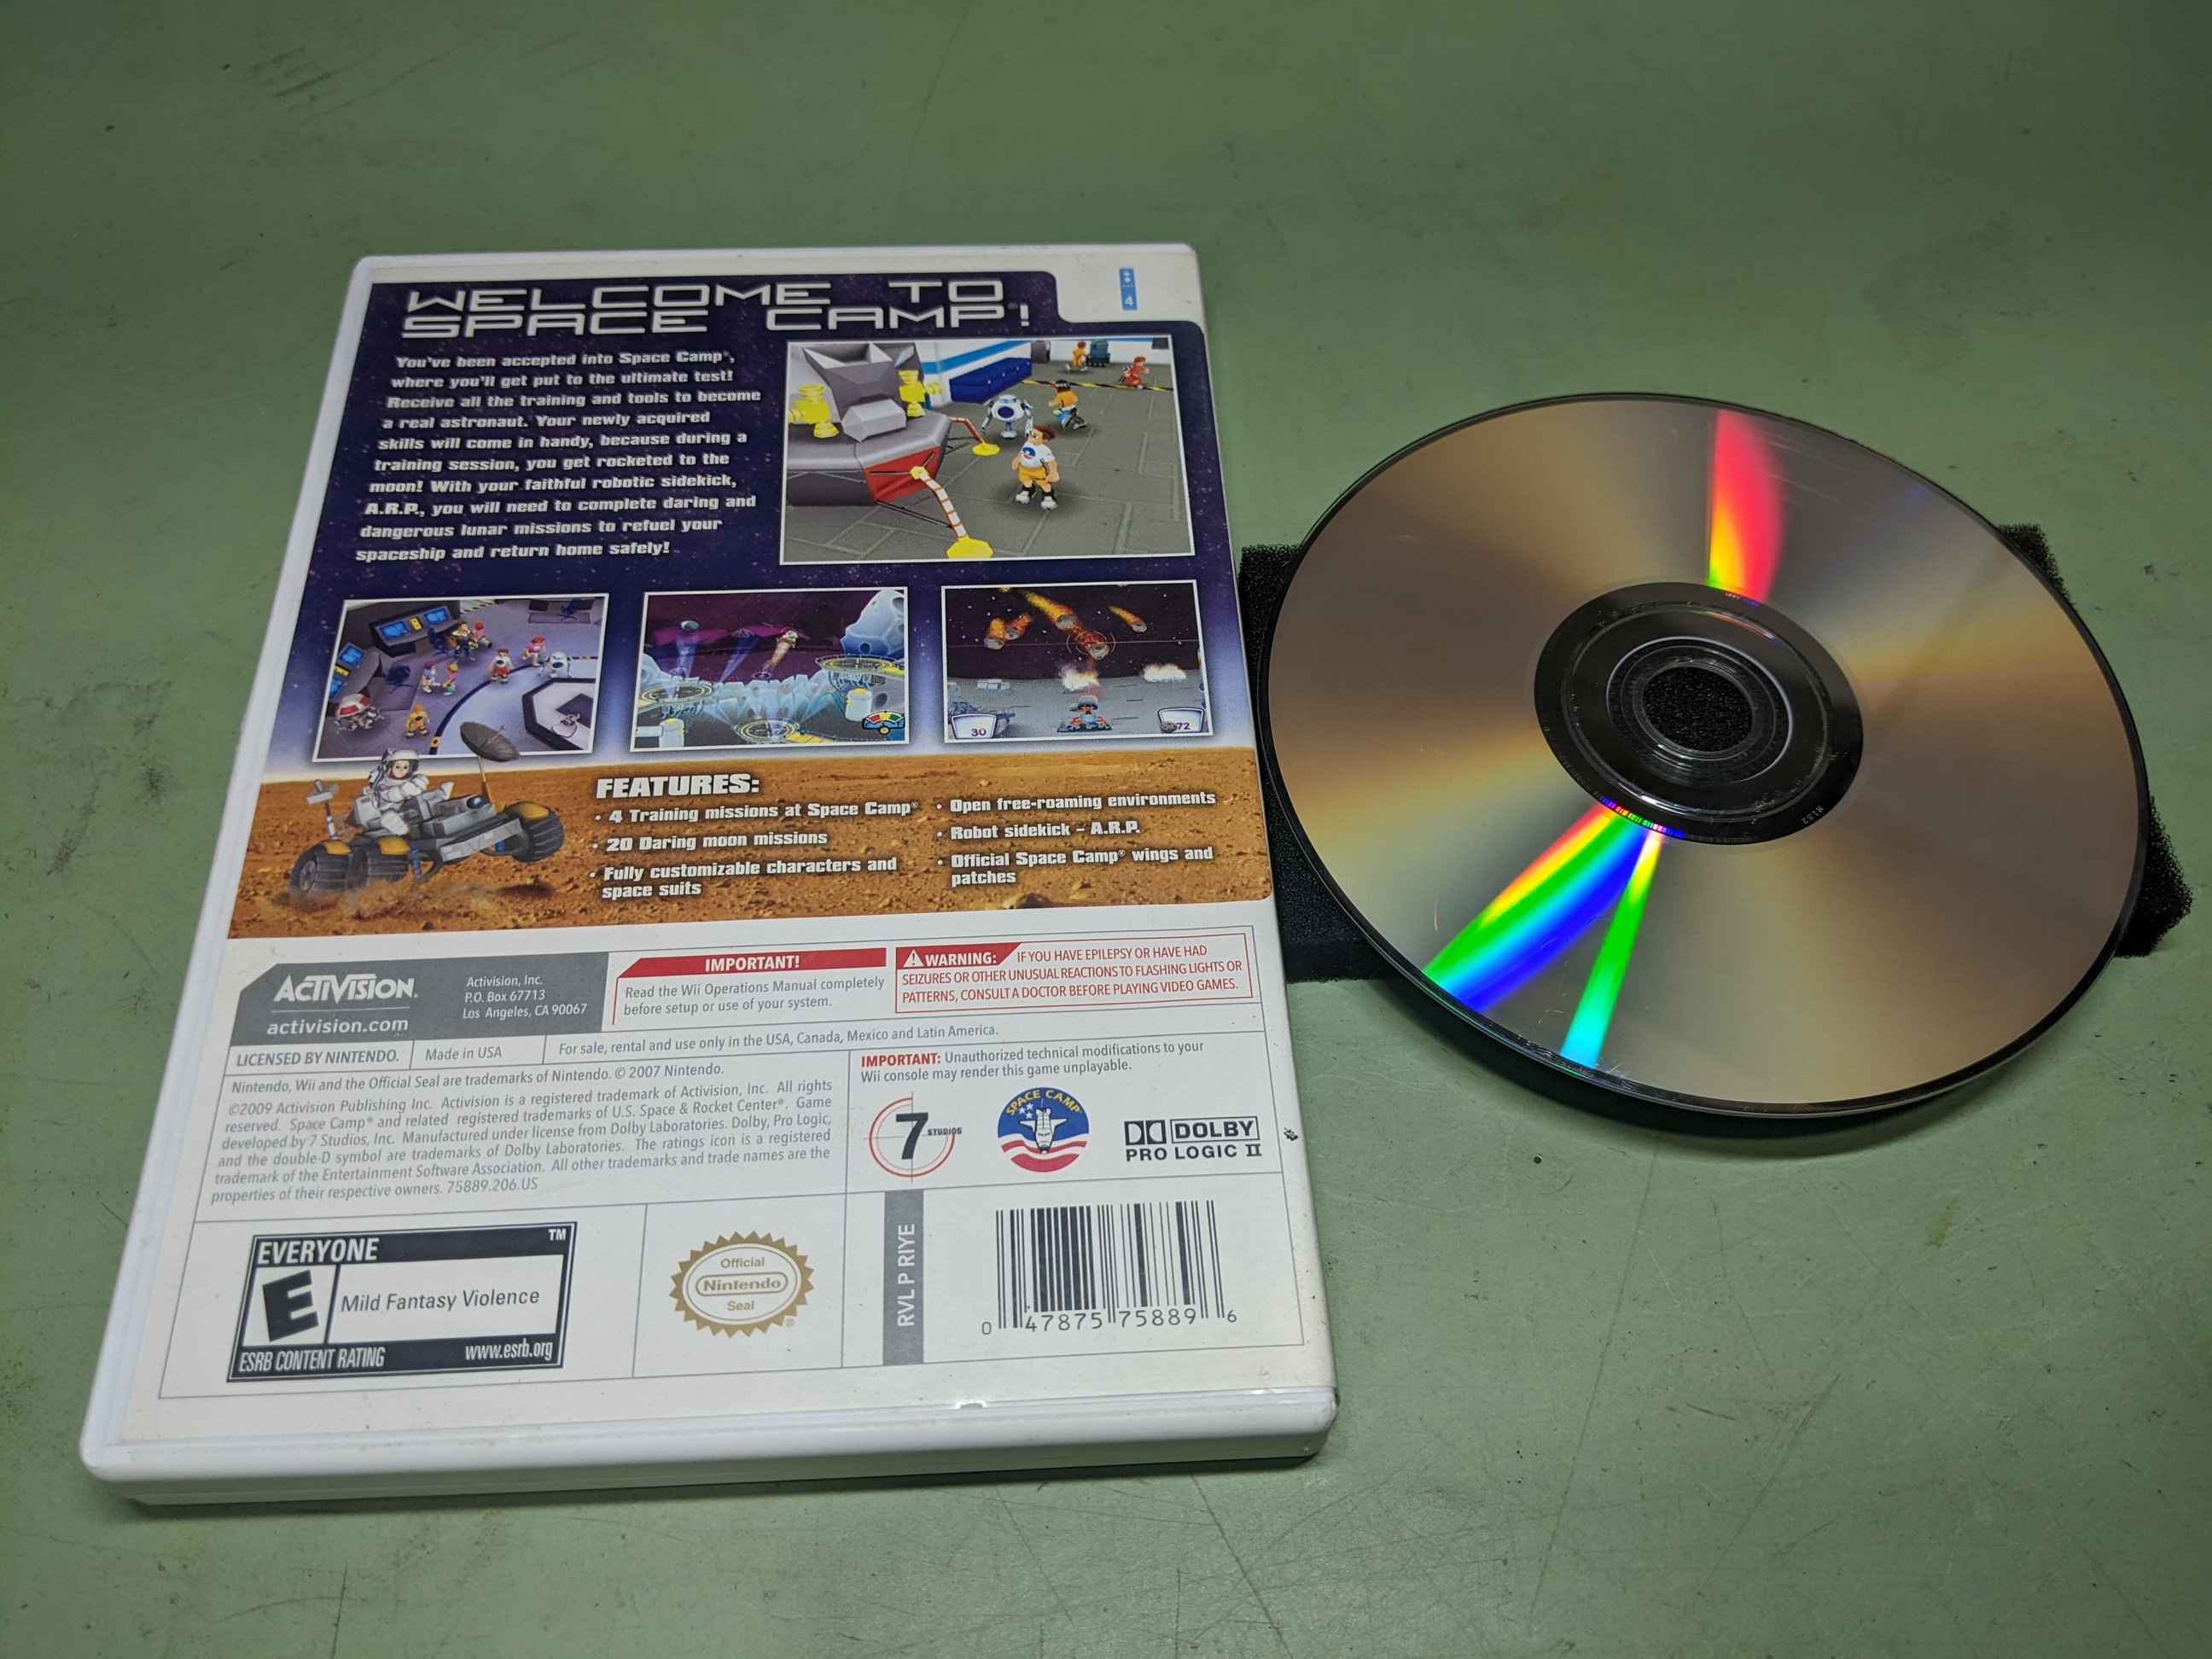 WELCOME TO
SPACE CAMP®!
4
You've been accepted into Space Camp®,
where you'll get put to the ultimate test!
Receive all the training and tools to become
a real astronaut. Your newly acquired
skills will come in handy, because during a
training session, you get rocketed to the
moon! With your faithful robotic sidekick,
A.R.P., you will need to complete daring and
dangerous lunar missions to refuel your
spaceship and return home safely!
30
72
FEATURES:
• 4 Training missions at Space Camp®
• 20 Daring moon missions
• Fully customizable characters and
space suits
• Open free-roaming environments
• Robot sidekick – A.R.P.
• Official Space Camp® wings and
patches
ACTIVISION®
activision.com
Activision, Inc.
P.O. Box 67713
Los Angeles, CA 90067
IMPORTANT!
Read the Wii Operations Manual completely
before setup or use of your system.
WARNING: IF YOU HAVE EPILEPSY OR HAVE HAD
SEIZURES OR OTHER UNUSUAL REACTIONS TO FLASHING LIGHTS OR
PATTERNS, CONSULT A DOCTOR BEFORE PLAYING VIDEO GAMES.
LICENSED BY NINTENDO.
Made in USA
For sale, rental and use only in the USA, Canada, Mexico and Latin America.
Nintendo, Wii and the Official Seal are trademarks of Nintendo. © 2007 Nintendo.
©2009 Activision Publishing Inc. Activision is a registered trademark of Activision, Inc. All rights
reserved. Space Camp® and related registered trademarks of U.S. Space & Rocket Center®. Game
developed by 7 Studios, Inc. Manufactured under license from Dolby Laboratories. Dolby, Pro Logic,
and the double-D symbol are trademarks of Dolby Laboratories. The ratings icon is a registered
trademark of the Entertainment Software Association. All other trademarks and trade names are the
properties of their respective owners. 75889.206.US
IMPORTANT: Unauthorized technical modifications to your
Wii console may render this game unplayable.
7 STUDIOS
SPACE CAMP
DOLBY
PRO LOGIC II
EVERYONE
TM
E
Mild Fantasy Violence
ESRB CONTENT RATING
www.esrb.org
Official
Nintendo
Seal
®
RVL P RIYE
0 47875 75889 6